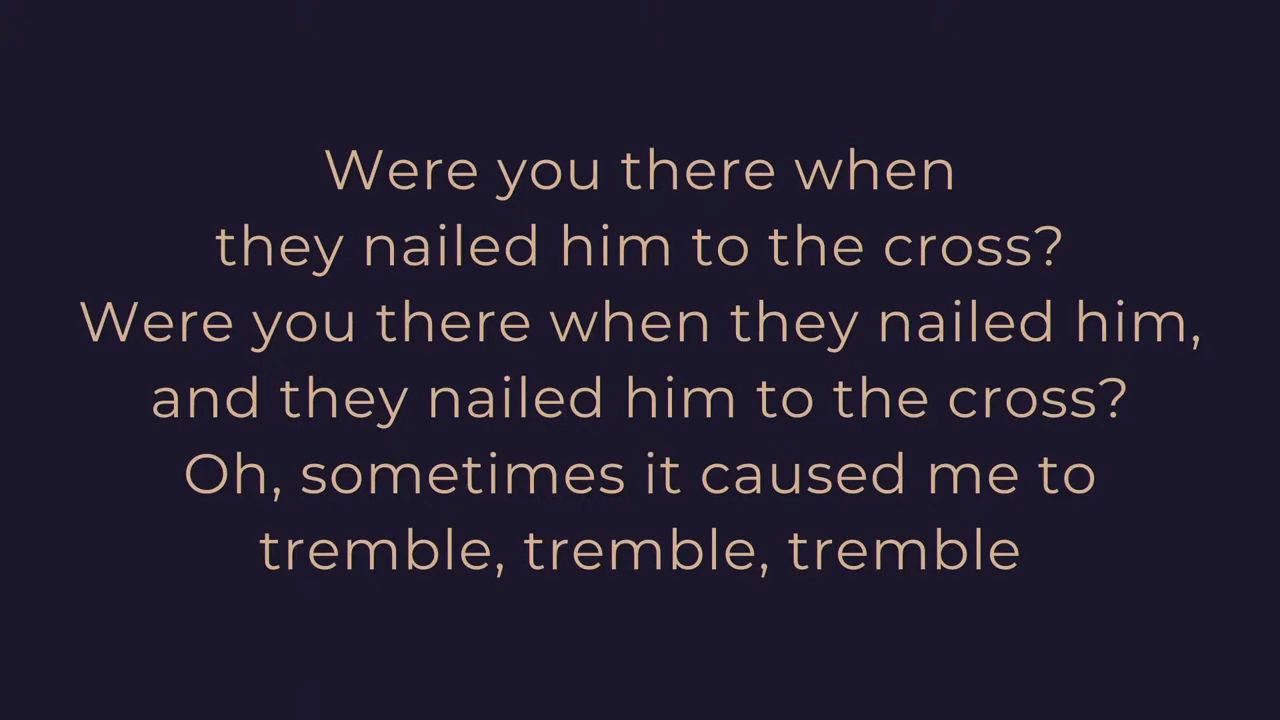 Were you there when
they nailed him to the cross?
Were you there when they nailed him,
and they nailed him to the cross?
Oh, sometimes it caused me to
tremble, tremble, tremble